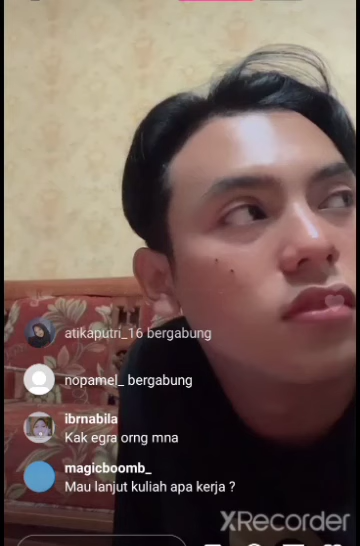 atikaputri_16 bergabung
nopamel_ bergabung
ibrnabila
Kak egra orng mna
magicboomb_
Mau lanjut kuliah apa kerja ?
XRecorder